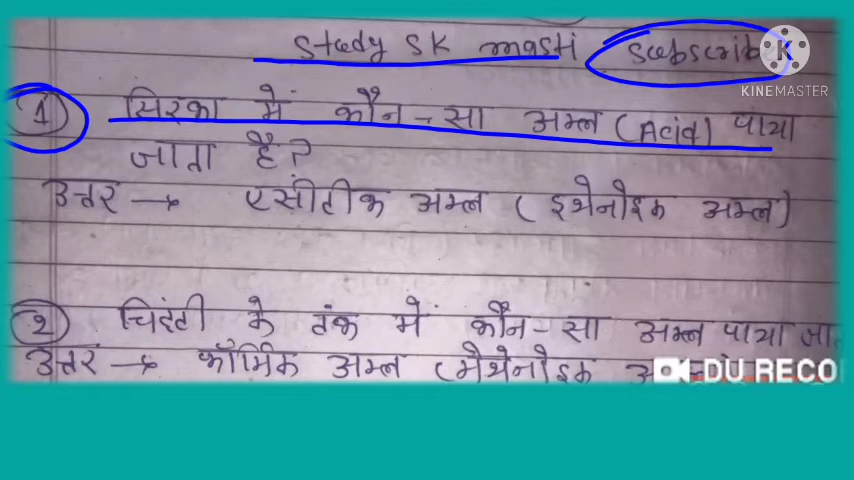 Study SK masti Subscribe
K
KINEMASTER
1 सिरका में कौन-सा अम्ल (Acid) पाया
जाता है?
उत्तर → एसीटीक अम्ल (इथेनोइक अम्ल)
2 चिंटी के डंक में कौन-सा अम्ल पाया
उत्तर → फॉर्मिक अम्ल (मैथेनोइक
DU RECO